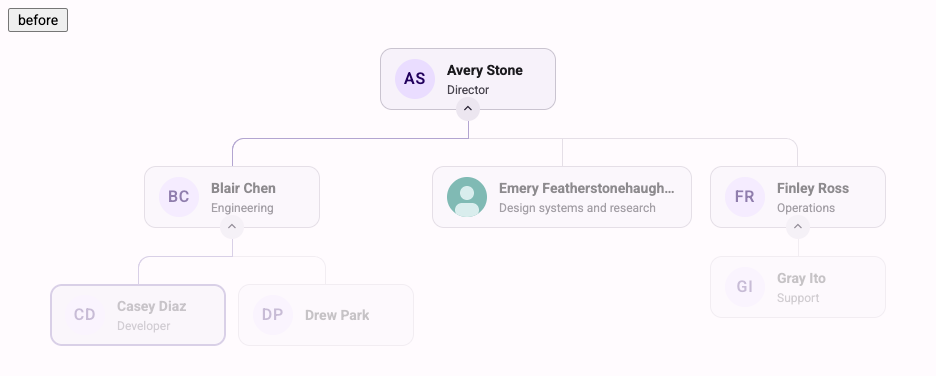 before
AS
Avery Stone
Director
BC
Blair Chen
Engineering
Emery Featherstonehaugh...
Design systems and research
FR
Finley Ross
Operations
CD
Casey Diaz
Developer
DP
Drew Park
GI
Gray Ito
Support